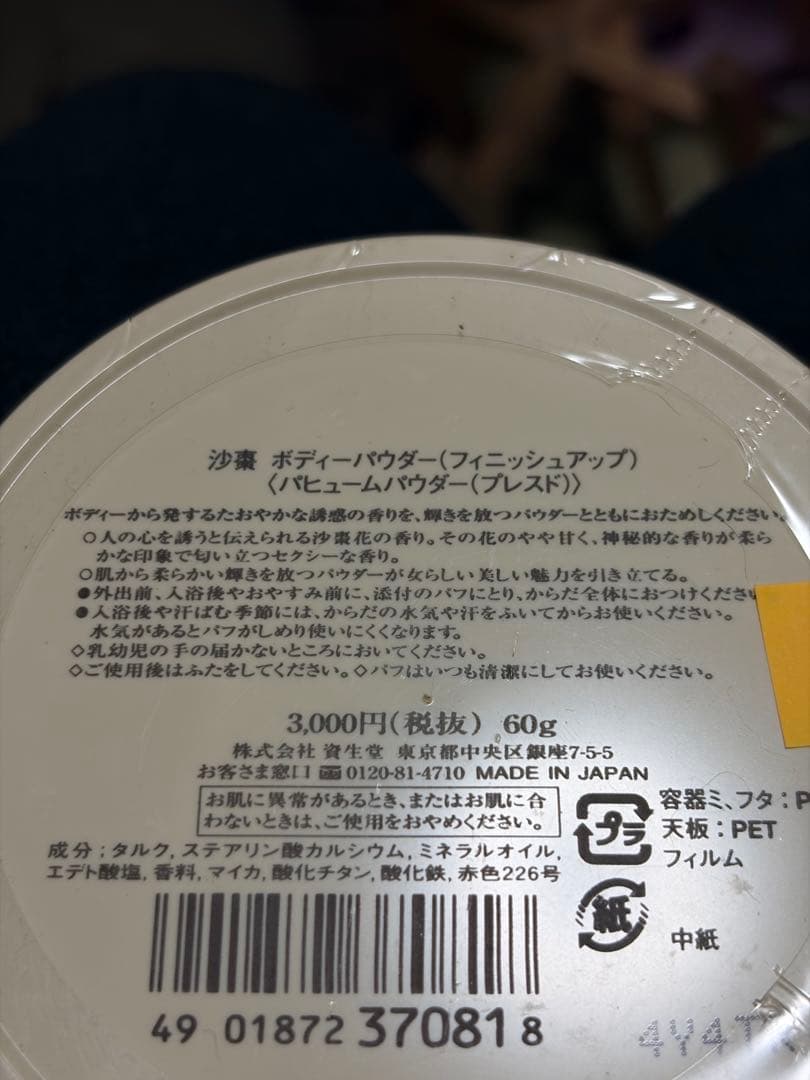 沙棗 ボディーパウダー(フィニッシュアップ)
〈パヒュームパウダー(プレスド)〉
ボディーから発するたおやかな誘惑の香りを、輝きを放つパウダーとともにおためしください。
○人の心を誘うと伝えられる沙棗花の香り。その花のやや甘く、神秘的な香りが柔ら
かな印象で匂い立つセクシーな香り。
○肌から柔らかい輝きを放つパウダーが女らしい美しい魅力を引き立てる。
●外出前、入浴後やおやすみ前に、添付のパフにとり、からだ全体におつけくださ
●入浴後や汗ばむ季節には、からだの水気や汗をふいてからお使いください。
水気があるとパフがしめり使いにくくなります。
◇乳幼児の手の届かないところにおいてください。
◇ご使用後はふたをしてください。◇パフはいつも清潔にしてお使いください。
3,000円(税抜) 60g
株式会社 資生堂 東京都中央区銀座7-5-5
お客さま窓口 0120-81-4710 MADE IN JAPAN
お肌に異常があるとき、またはお肌に合
わないときは、ご使用をおやめください。
成分:タルク, ステアリン酸カルシウム, ミネラルオイル,
エデト酸塩, 香料, マイカ, 酸化チタン, 酸化鉄, 赤色226号
プラ
容器ミ、フタ:P
天板:PET
フィルム
紙
中紙
49 01872 370818